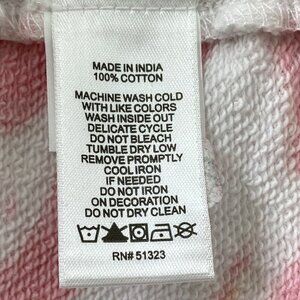 MADE IN INDIA
100% COTTON
MACHINE WASH COLD
WITH LIKE COLORS
WASH INSIDE OUT
DELICATE CYCLE
DO NOT BLEACH
TUMBLE DRY LOW
REMOVE PROMPTLY
COOL IRON
IF NEEDED
DO NOT IRON
ON DECORATION
DO NOT DRY CLEAN
RN# 51323